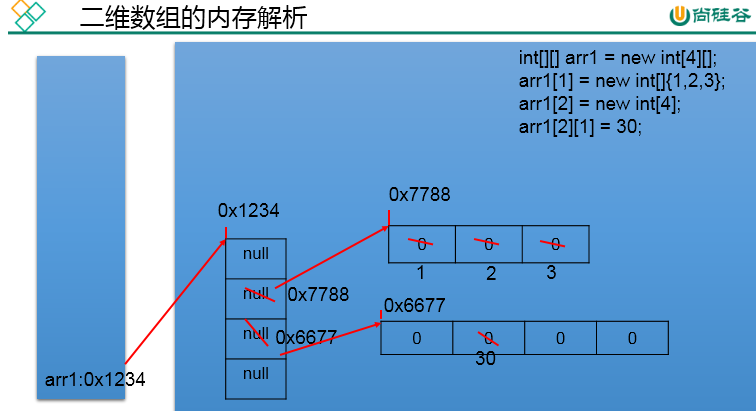 二维数组的内存解析
尚硅谷
int[][] arr1 = new int[4][];
arr1[1] = new int[]{1,2,3};
arr1[2] = new int[4];
arr1[2][1] = 30;
0x7788
0x1234
0 0 0
1 2 3
null
null 0x7788
0x6677
null 0x6677
0 0 0 0
30
null
arr1:0x1234